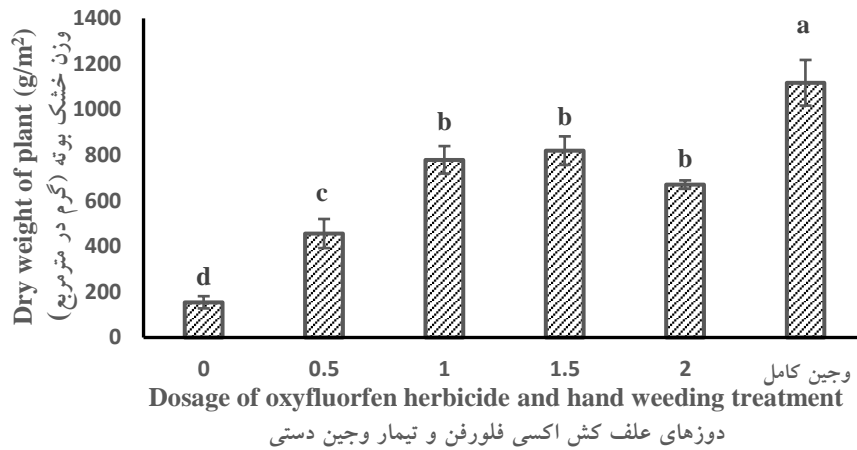 Dry weight of plant (g/m²)
وزن خشک بوته (گرم در مترمربع)
1400
1200
1000
800
600
400
200
0
d
c
b
b
b
a
0 0.5 1 1.5 2 وجین کامل
Dosage of oxyfluorfen herbicide and hand weeding treatment
دوزهای علف کش اکسی فلورفن و تیمار وجین دستی